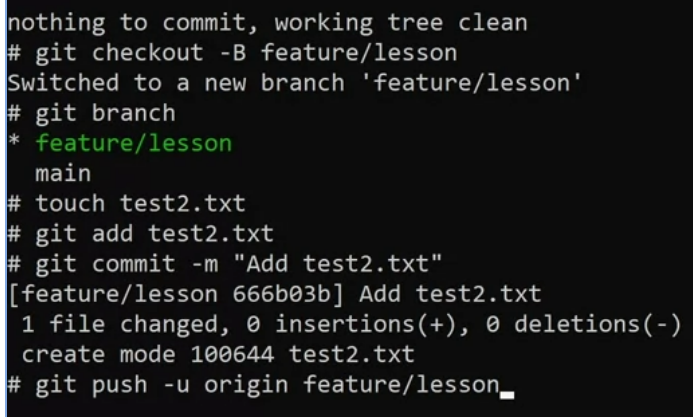 nothing to commit, working tree clean
# git checkout -B feature/lesson
Switched to a new branch 'feature/lesson'
# git branch
* feature/lesson
  main
# touch test2.txt
# git add test2.txt
# git commit -m "Add test2.txt"
[feature/lesson 666b03b] Add test2.txt
 1 file changed, 0 insertions(+), 0 deletions(-)
 create mode 100644 test2.txt
# git push -u origin feature/lesson